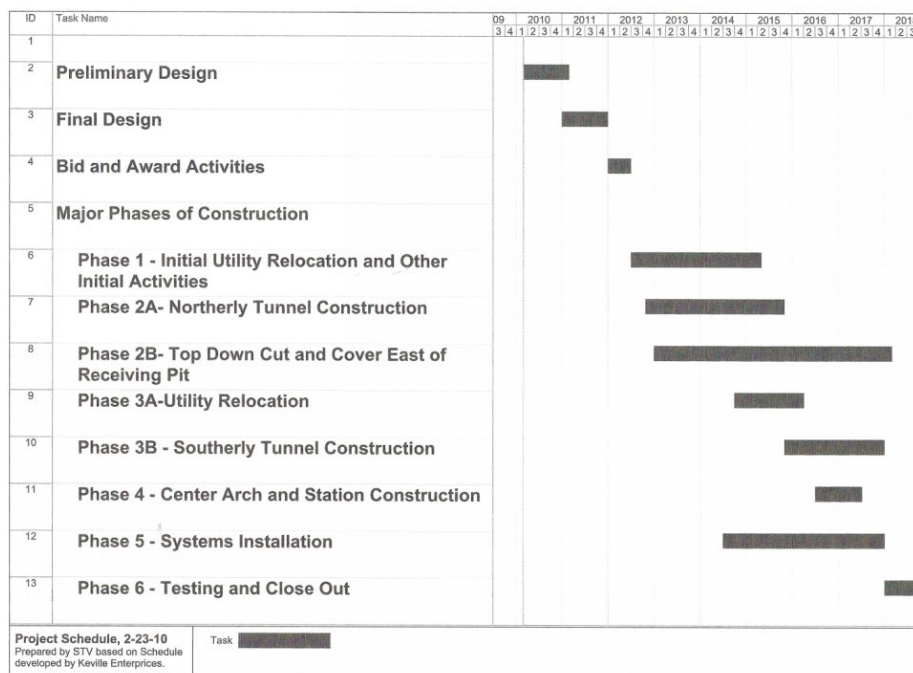 ID Task Name 09 2010 2011 2012 2013 2014 2015 2016 2017 2018
3 4 1 2 3 4 1 2 3 4 1 2 3 4 1 2 3 4 1 2 3 4 1 2 3 4 1 2 3 4 1 2 3 4 1 2 3
1
2 Preliminary Design
3 Final Design
4 Bid and Award Activities
5 Major Phases of Construction
6 Phase 1 - Initial Utility Relocation and Other
Initial Activities
7 Phase 2A- Northerly Tunnel Construction
8 Phase 2B- Top Down Cut and Cover East of
Receiving Pit
9 Phase 3A-Utility Relocation
10 Phase 3B - Southerly Tunnel Construction
11 Phase 4 - Center Arch and Station Construction
12 Phase 5 - Systems Installation
13 Phase 6 - Testing and Close Out
Project Schedule, 2-23-10 Task
Prepared by STV based on Schedule
developed by Keville Enterprices.